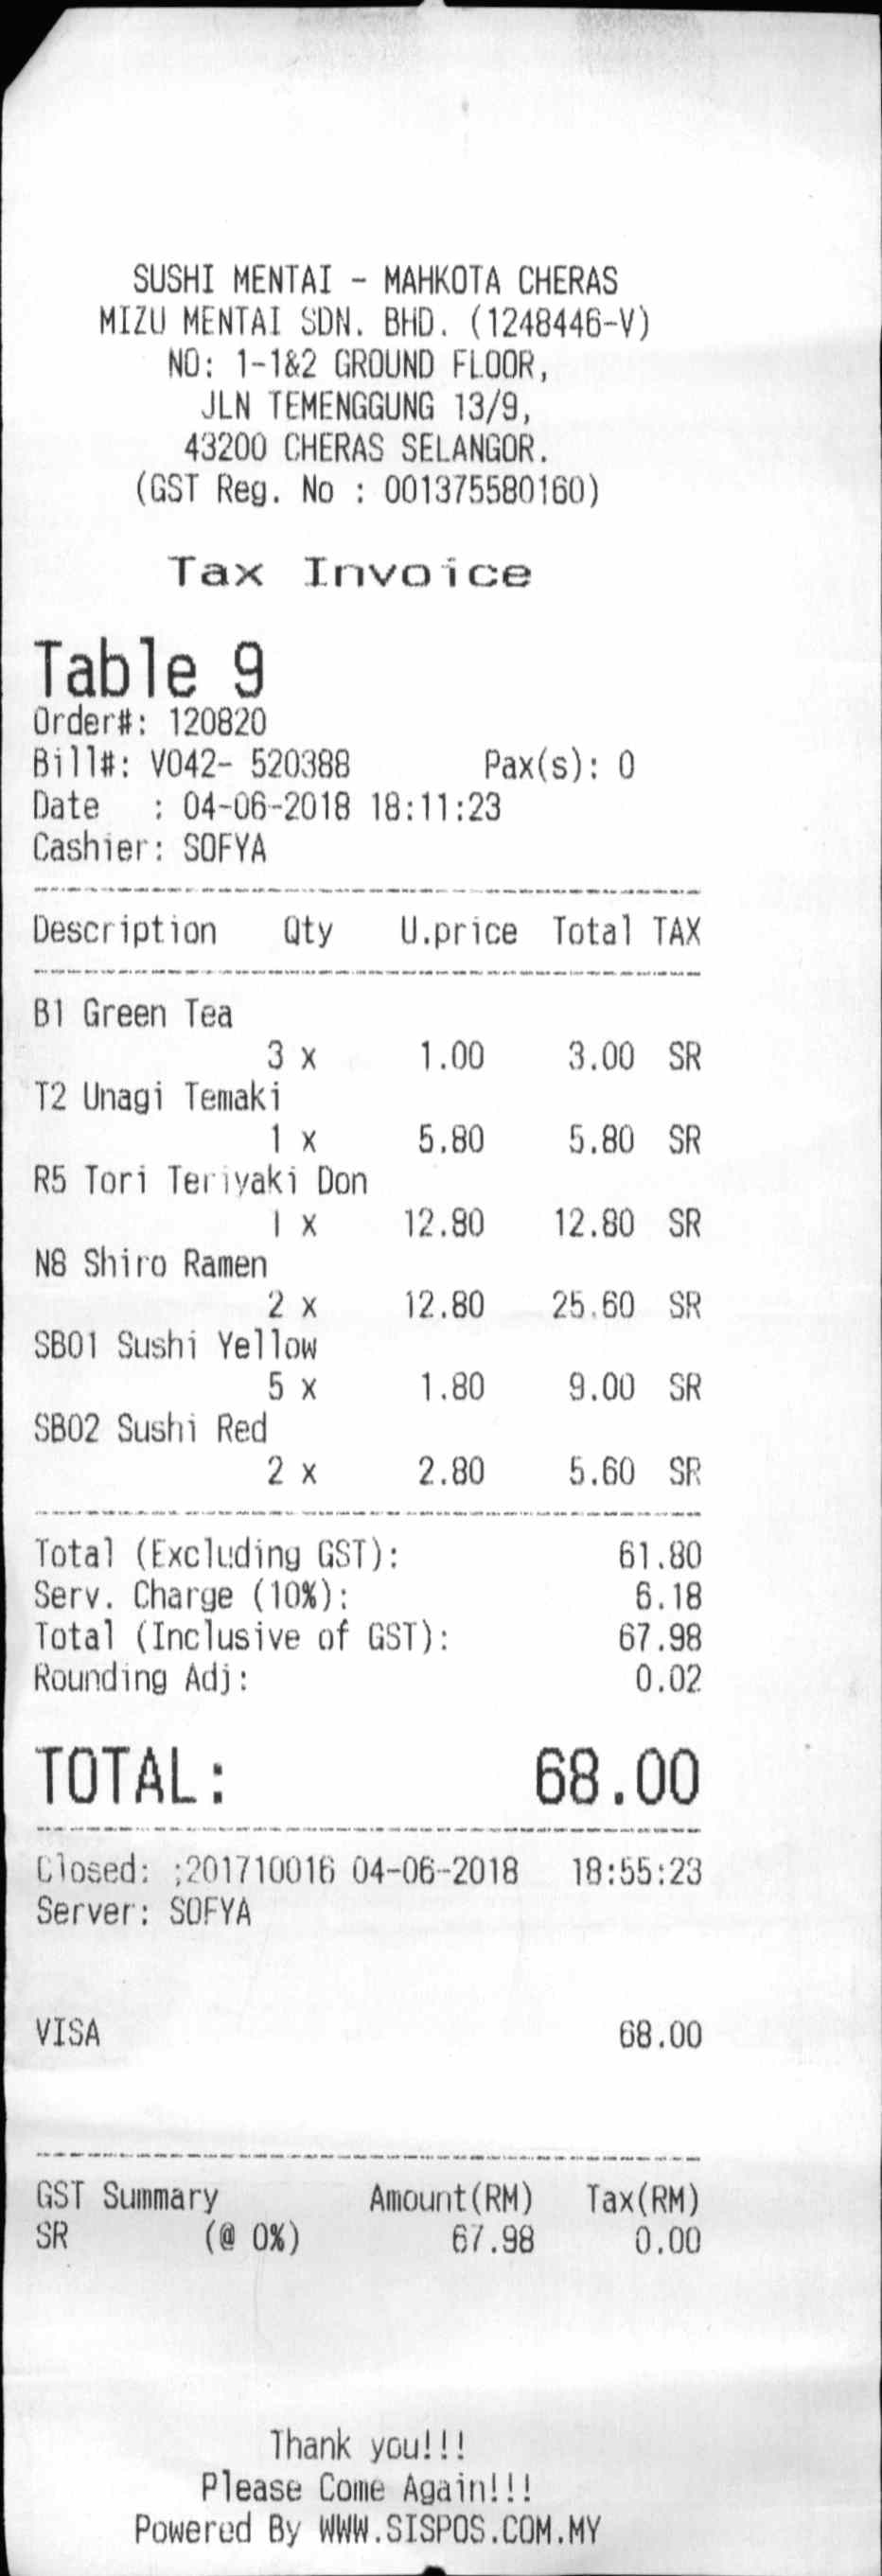 SUSHI MENTAI - MAHKOTA CHERAS
MIZU MENTAI SDN. BHD. (1248446-V)
NO: 1-1&2 GROUND FLOOR,
JLN TEMENGGUNG 13/9,
43200 CHERAS SELANGOR.
(GST Reg. No : 001375580160)
Tax Invoice
Table 9
Order#: 120820
Bill#: V042- 520388 Pax(s): 0
Date : 04-06-2018 18:11:23
Cashier: SOFYA
Description Qty U.price Total TAX
B1 Green Tea
3 x 1.00 3.00 SR
T2 Unagi Temaki
1 x 5.80 5.80 SR
R5 Tori Teriyaki Don
1 x 12.80 12.80 SR
N8 Shiro Ramen
2 x 12.80 25.60 SR
SB01 Sushi Yellow
5 x 1.80 9.00 SR
SB02 Sushi Red
2 x 2.80 5.60 SR
Total (Excluding GST): 61.80
Serv. Charge (10%): 6.18
Total (Inclusive of GST): 67.98
Rounding Adj: 0.02
TOTAL: 68.00
Closed: ;201710016 04-06-2018 18:55:23
Server: SOFYA
VISA 68.00
GST Summary Amount(RM) Tax(RM)
SR (@ 0%) 67.98 0.00
Thank you!!!
Please Come Again!!!
Powered By WWW.SISPOS.COM.MY